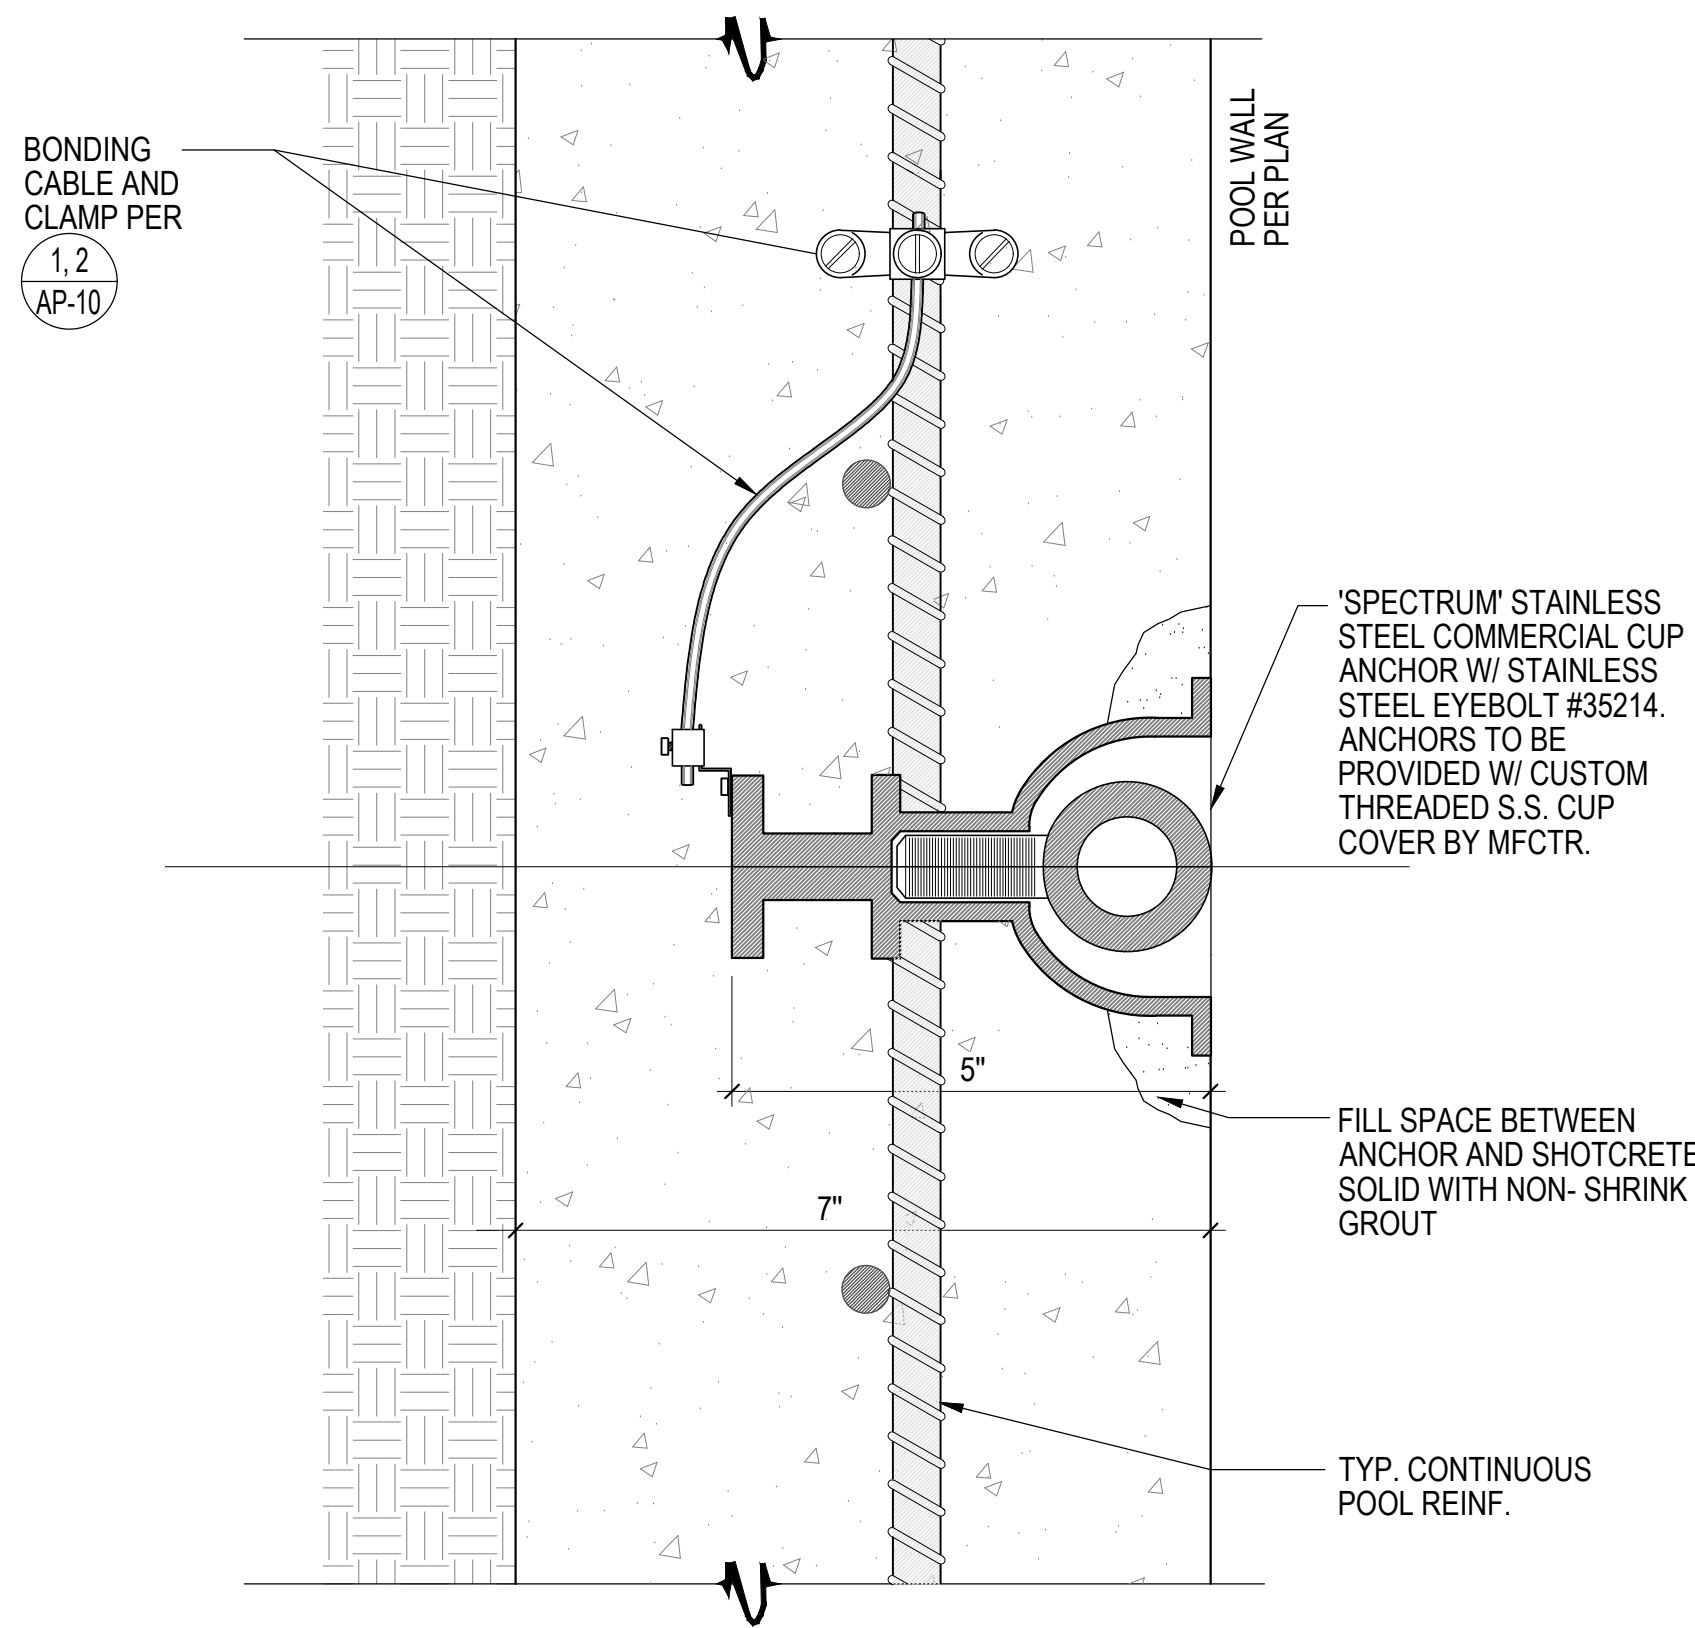 BONDING
CABLE AND
CLAMP PER
1, 2
AP-10
POOL WALL
PER PLAN
'SPECTRUM' STAINLESS
STEEL COMMERCIAL CUP
ANCHOR W/ STAINLESS
STEEL EYEBOLT #35214.
ANCHORS TO BE
PROVIDED W/ CUSTOM
THREADED S.S. CUP
COVER BY MFCTR.
5"
FILL SPACE BETWEEN
ANCHOR AND SHOTCRETE
SOLID WITH NON- SHRINK
GROUT
7"
TYP. CONTINUOUS
POOL REINF.